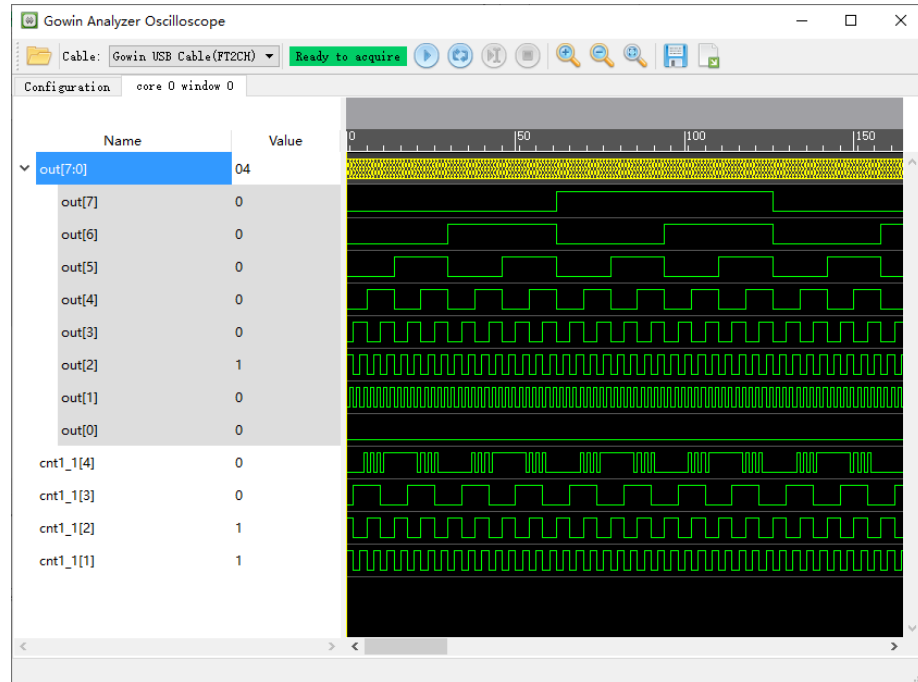 Gowin Analyzer Oscilloscope
Cable: Gowin USB Cable(FT2CH) Ready to acquire
Configuration core 0 window 0
Name Value 0 50 100 150
out[7:0] 04
out[7] 0
out[6] 0
out[5] 0
out[4] 0
out[3] 0
out[2] 1
out[1] 0
out[0] 0
cnt1_1[4] 0
cnt1_1[3] 0
cnt1_1[2] 1
cnt1_1[1] 1